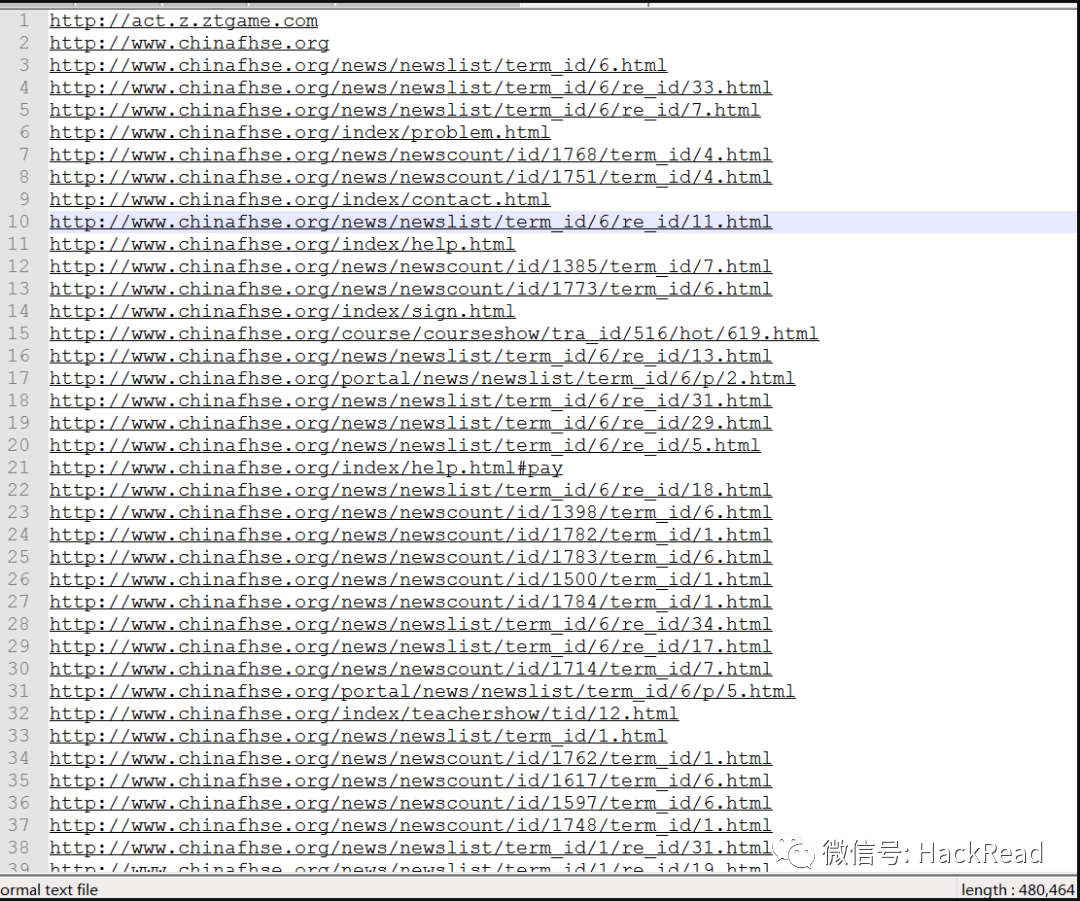 1 http://act.z.ztgame.com
2 http://www.chinafhse.org
3 http://www.chinafhse.org/news/newslist/term_id/6.html
4 http://www.chinafhse.org/news/newslist/term_id/6/re_id/33.html
5 http://www.chinafhse.org/news/newslist/term_id/6/re_id/7.html
6 http://www.chinafhse.org/index/problem.html
7 http://www.chinafhse.org/news/newscount/id/1768/term_id/4.html
8 http://www.chinafhse.org/news/newscount/id/1751/term_id/4.html
9 http://www.chinafhse.org/index/contact.html
10 http://www.chinafhse.org/news/newslist/term_id/6/re_id/11.html
11 http://www.chinafhse.org/index/help.html
12 http://www.chinafhse.org/news/newscount/id/1385/term_id/7.html
13 http://www.chinafhse.org/news/newscount/id/1773/term_id/6.html
14 http://www.chinafhse.org/index/sign.html
15 http://www.chinafhse.org/course/courseshow/tra_id/516/hot/619.html
16 http://www.chinafhse.org/news/newslist/term_id/6/re_id/13.html
17 http://www.chinafhse.org/portal/news/newslist/term_id/6/p/2.html
18 http://www.chinafhse.org/news/newslist/term_id/6/re_id/31.html
19 http://www.chinafhse.org/news/newslist/term_id/6/re_id/29.html
20 http://www.chinafhse.org/news/newslist/term_id/6/re_id/5.html
21 http://www.chinafhse.org/index/help.html#pay
22 http://www.chinafhse.org/news/newslist/term_id/6/re_id/18.html
23 http://www.chinafhse.org/news/newscount/id/1398/term_id/6.html
24 http://www.chinafhse.org/news/newscount/id/1782/term_id/1.html
25 http://www.chinafhse.org/news/newscount/id/1783/term_id/6.html
26 http://www.chinafhse.org/news/newscount/id/1500/term_id/1.html
27 http://www.chinafhse.org/news/newscount/id/1784/term_id/1.html
28 http://www.chinafhse.org/news/newslist/term_id/6/re_id/34.html
29 http://www.chinafhse.org/news/newslist/term_id/6/re_id/17.html
30 http://www.chinafhse.org/news/newscount/id/1714/term_id/7.html
31 http://www.chinafhse.org/portal/news/newslist/term_id/6/p/5.html
32 http://www.chinafhse.org/index/teachershow/tid/12.html
33 http://www.chinafhse.org/news/newslist/term_id/1.html
34 http://www.chinafhse.org/news/newscount/id/1762/term_id/1.html
35 http://www.chinafhse.org/news/newscount/id/1617/term_id/6.html
36 http://www.chinafhse.org/news/newscount/id/1597/term_id/6.html
37 http://www.chinafhse.org/news/newscount/id/1748/term_id/1.html
38 http://www.chinafhse.org/news/newslist/term_id/1/re_id/31.html
39 http://www.chinafhse.org/news/newslist/term_id/1/re_id/19.html
微信号: HackRead
ormal text file length : 480,464